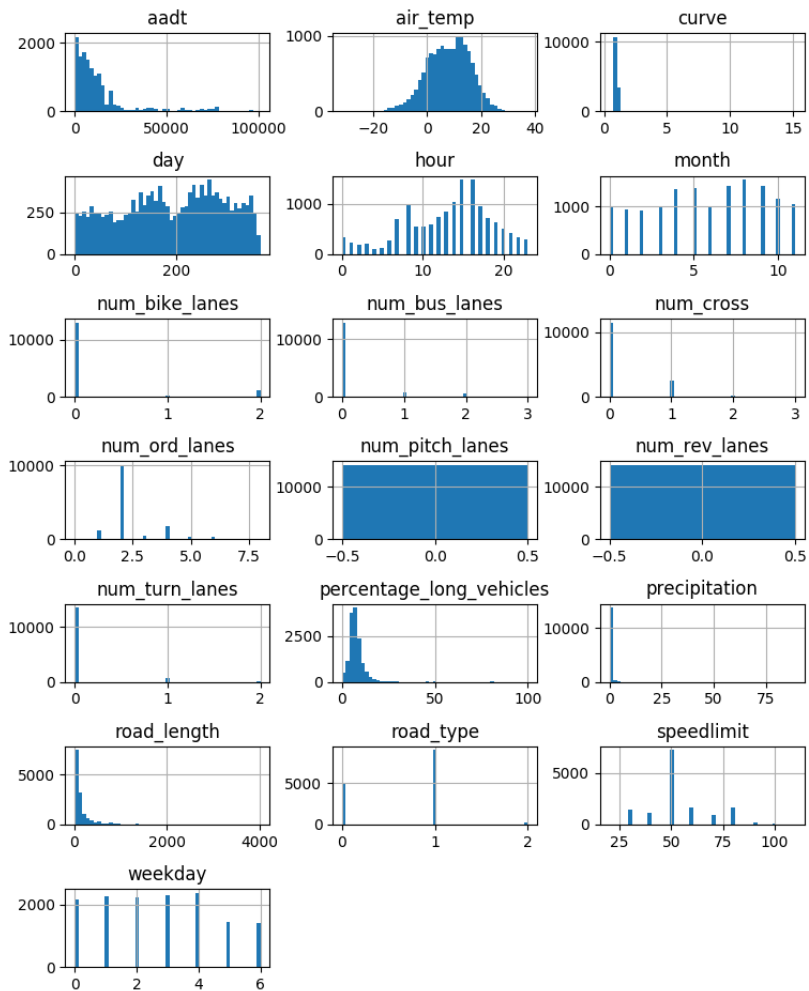 aadt air_temp curve
2000 1000 10000
0 0 0
0 50000 100000 −20 0 20 40 0 5 10 15
day hour month
250 1000 1000
0 0 0
0 200 0 10 20 0 5 10
num_bike_lanes num_bus_lanes num_cross
10000 10000 10000
0 0 0
0 1 2 0 1 2 3 0 1 2 3
num_ord_lanes num_pitch_lanes num_rev_lanes
10000 10000 10000
0 0 0
0.0 2.5 5.0 7.5 −0.5 0.0 0.5 −0.5 0.0 0.5
num_turn_lanes percentage_long_vehicles precipitation
10000 2500 10000
0 0 0
0 1 2 0 50 100 0 25 50 75
road_length road_type speedlimit
5000 5000 5000
0 0 0
0 2000 4000 0 1 2 25 50 75 100
weekday
2000
0
0 2 4 6